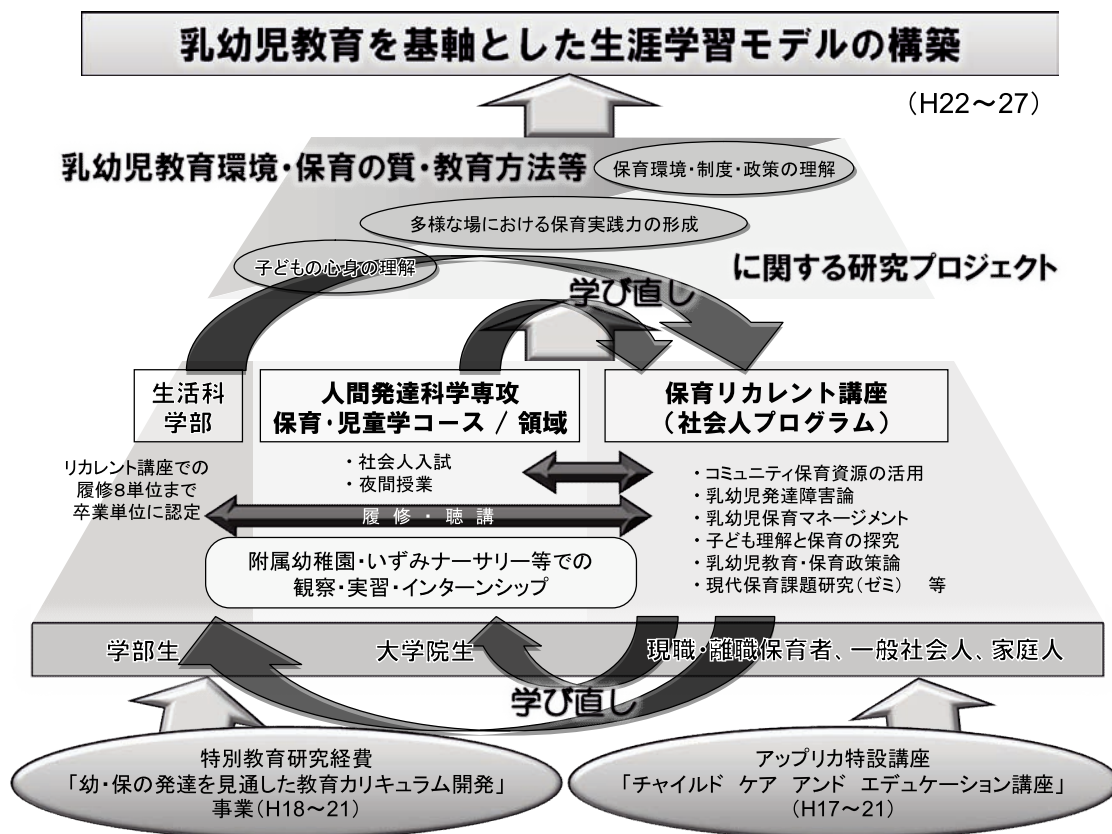 乳幼児教育を基軸とした生涯学習モデルの構築
（H22～27）
乳幼児教育環境・保育の質・教育方法等
保育環境・制度・政策の理解
多様な場における保育実践力の形成
子どもの心身の理解
に関する研究プロジェクト
学び直し
生活科
学部
人間発達科学専攻
保育・児童学コース / 領域
保育リカレント講座
（社会人プログラム）
リカレント講座での
履修８単位まで
卒業単位に認定
・社会人入試
・夜間授業
履修・聴講
・コミュニティ保育資源の活用
・乳幼児発達障害論
・乳幼児保育マネージメント
・子ども理解と保育の探究
・乳幼児教育・保育政策論
・現代保育課題研究（ゼミ）　等
附属幼稚園・いずみナーサリー等での
観察・実習・インターンシップ
学部生
大学院生
現職・離職保育者、一般社会人、家庭人
学び直し
特別教育研究経費
「幼・保の発達を見通した教育カリキュラム開発」
事業（H18～21）
アップリカ特設講座
「チャイルド ケア アンド エデュケーション講座」
（H17～21）